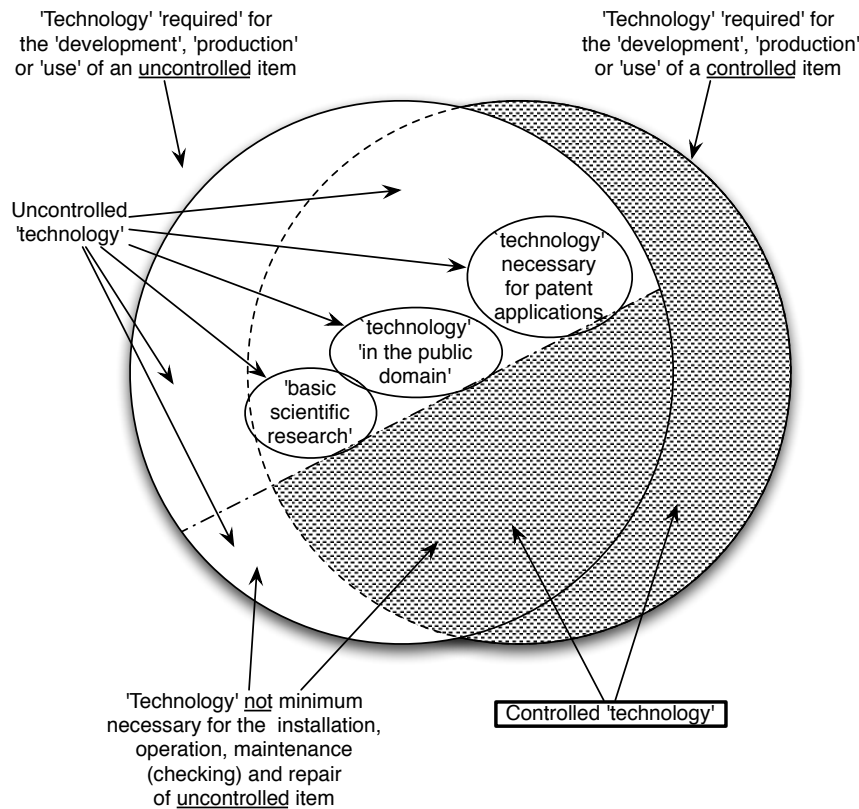 'Technology' 'required' for
the 'development', 'production'
or 'use' of an uncontrolled item
'Technology' 'required' for
the 'development', 'production'
or 'use' of a controlled item
Uncontrolled
'technology'
'technology'
necessary
for patent
applications
'technology'
'in the public
domain'
'basic
scientific
research'
'Technology' not minimum
necessary for the installation,
operation, maintenance
(checking) and repair
of uncontrolled item
Controlled 'technology'